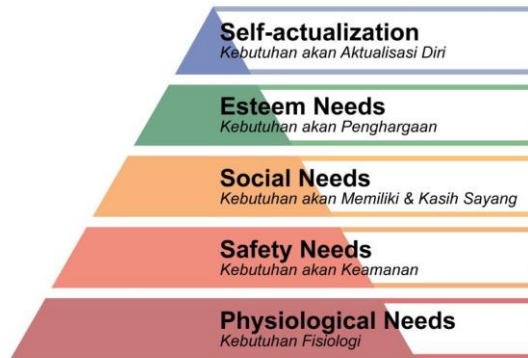 Self-actualization
Kebutuhan akan Aktualisasi Diri
Esteem Needs
Kebutuhan akan Penghargaan
Social Needs
Kebutuhan akan Memiliki & Kasih Sayang
Safety Needs
Kebutuhan akan Keamanan
Physiological Needs
Kebutuhan Fisiologi